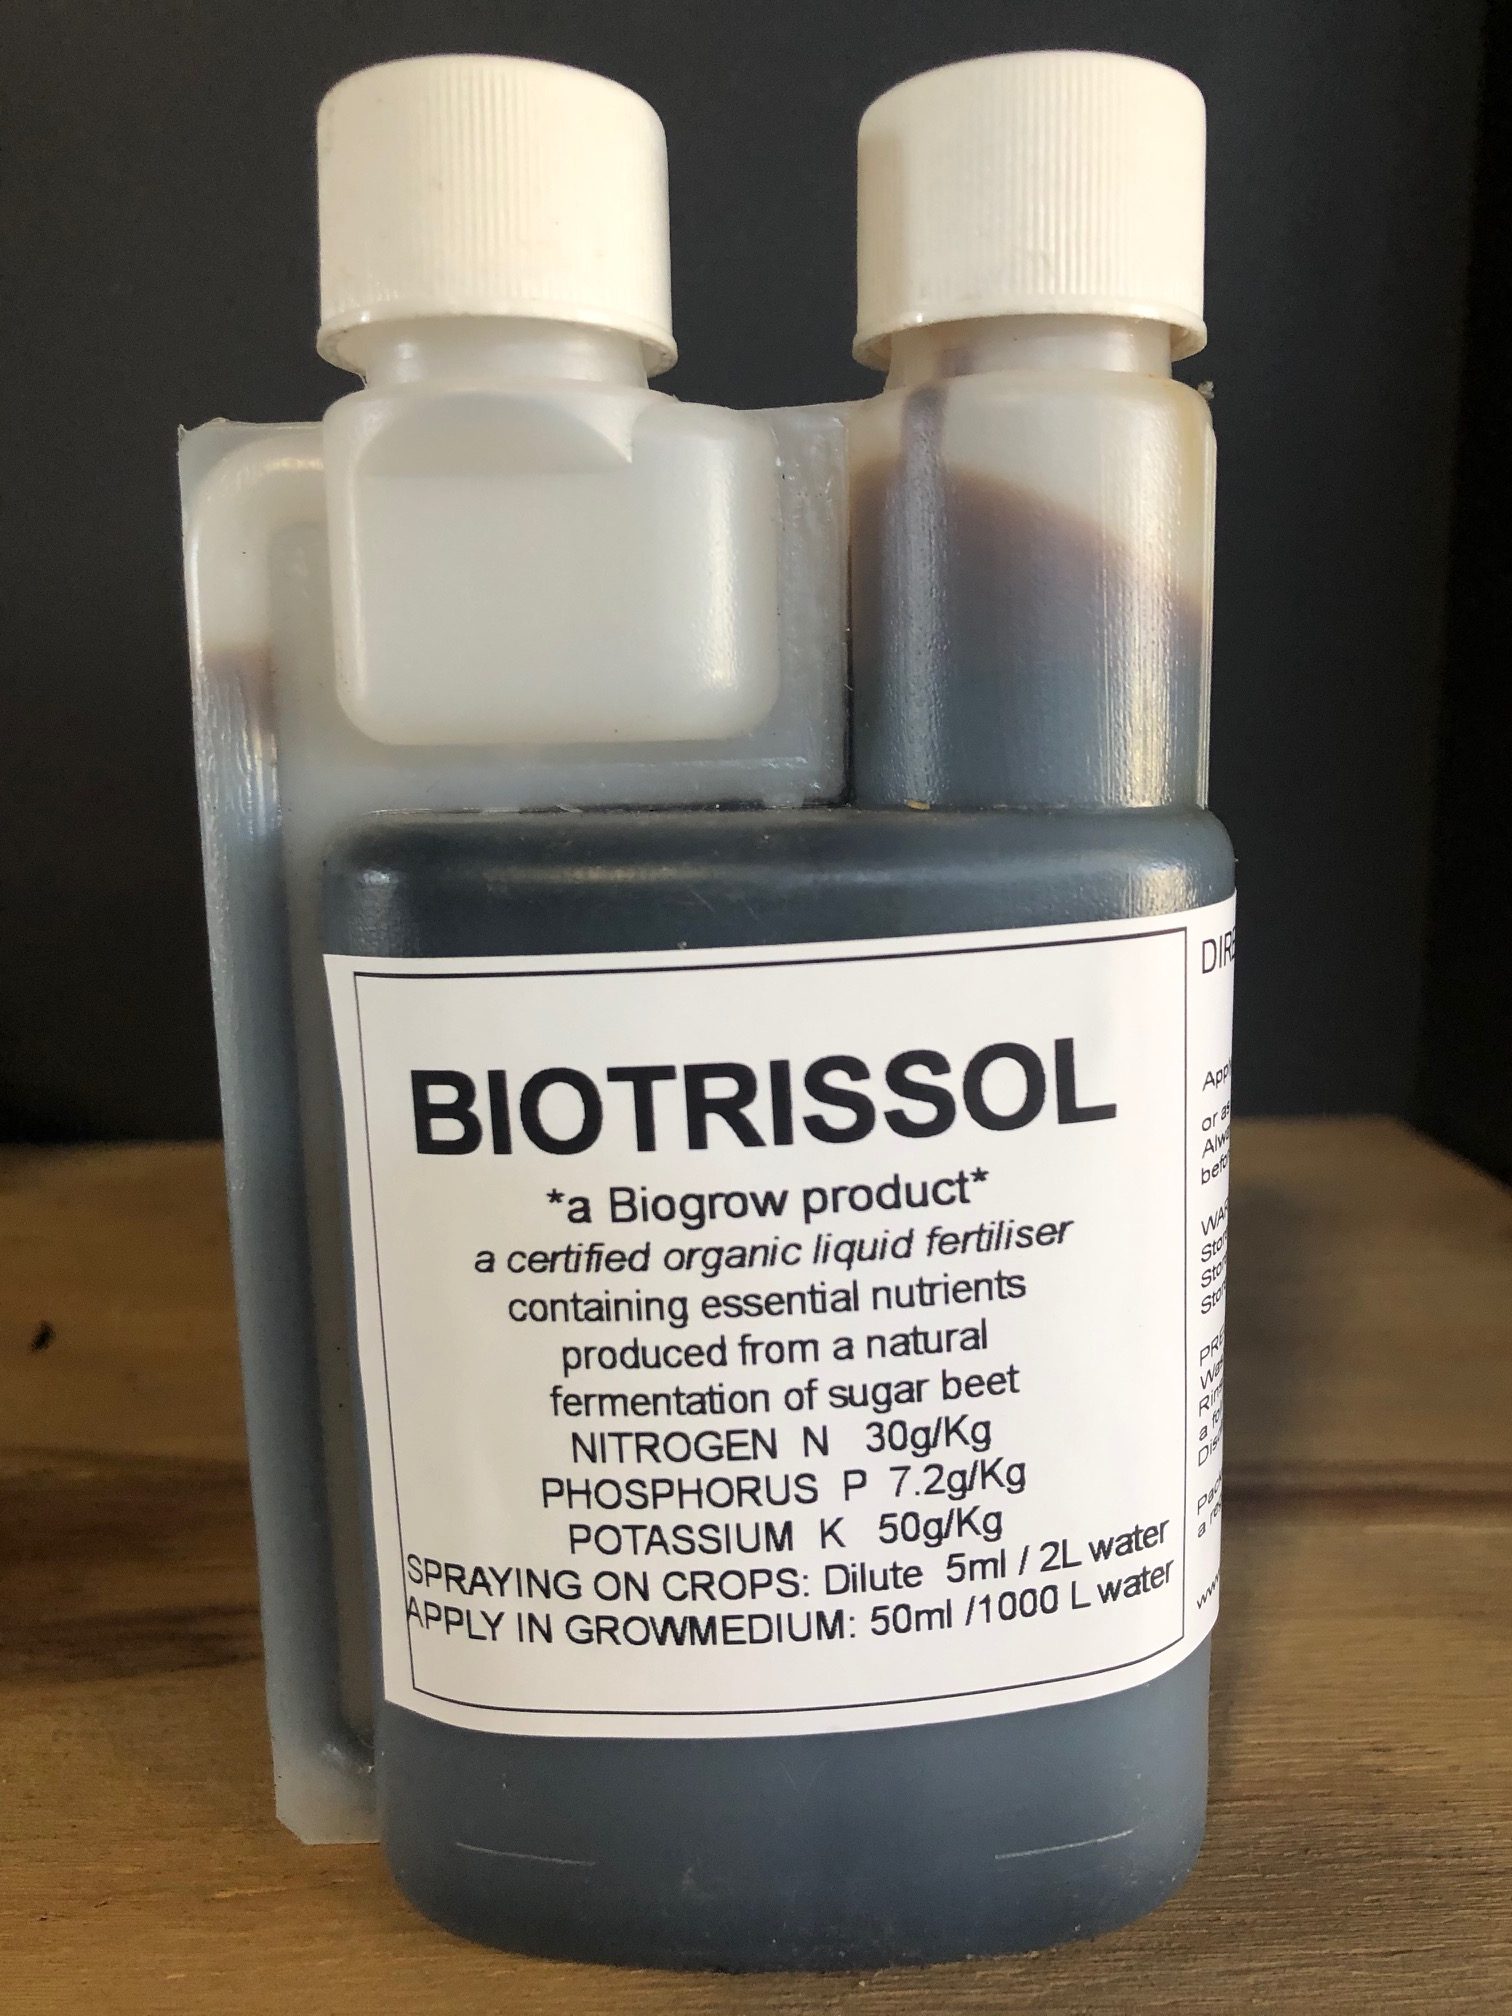 BIOTRISSOL
*a Biogrow product*
a certified organic liquid fertiliser
containing essential nutrients
produced from a natural
fermentation of sugar beet
NITROGEN N 30g/Kg
PHOSPHORUS P 7.2g/Kg
POTASSIUM K 50g/Kg
SPRAYING ON CROPS: Dilute 5ml / 2L water
APPLY IN GROWMEDIUM: 50ml /1000 L water
or